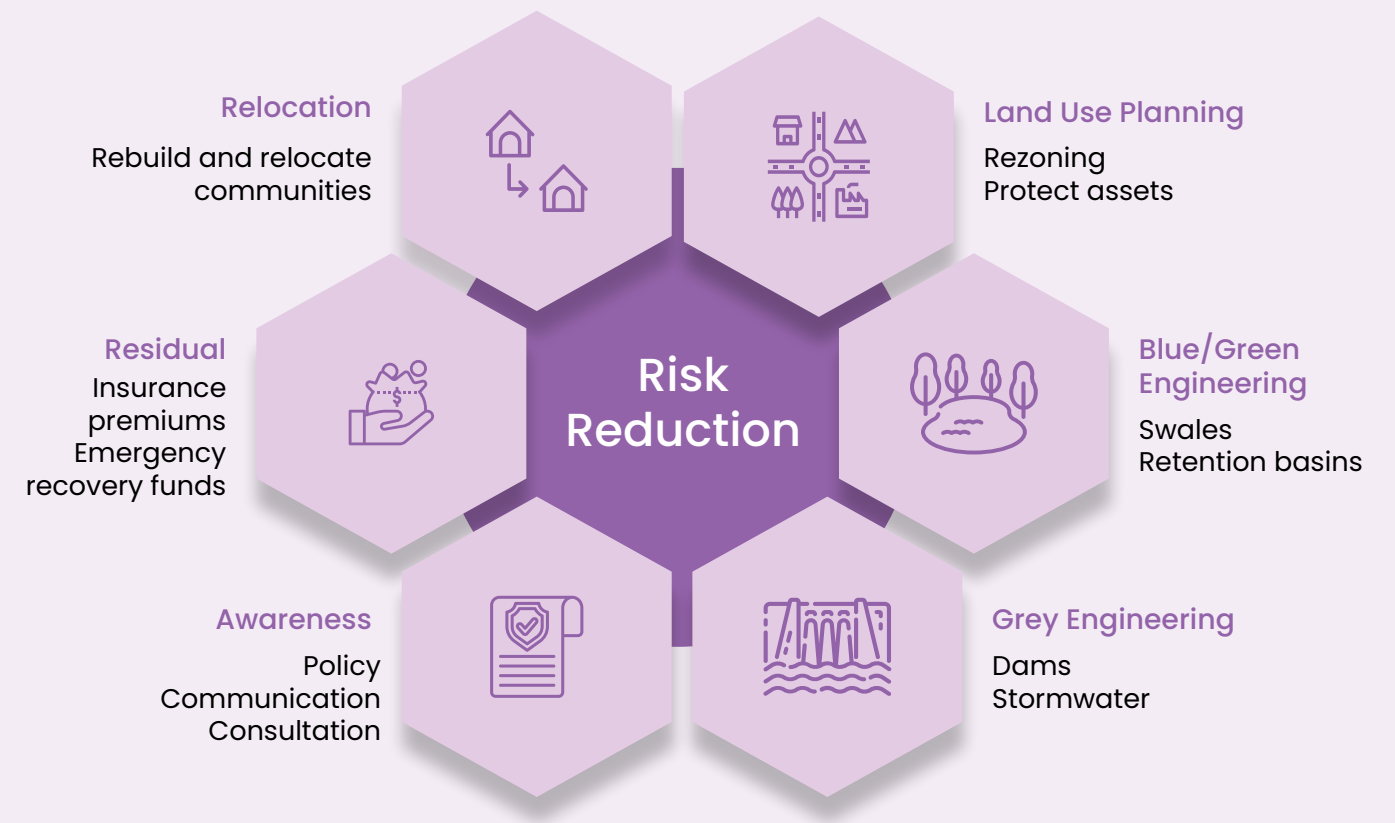 Relocation
Rebuild and relocate
communities
Land Use Planning
Rezoning
Protect assets
Residual
Insurance
premiums
Emergency
recovery funds
Risk
Reduction
Blue/Green
Engineering
Swales
Retention basins
Awareness
Policy
Communication
Consultation
Grey Engineering
Dams
Stormwater
$